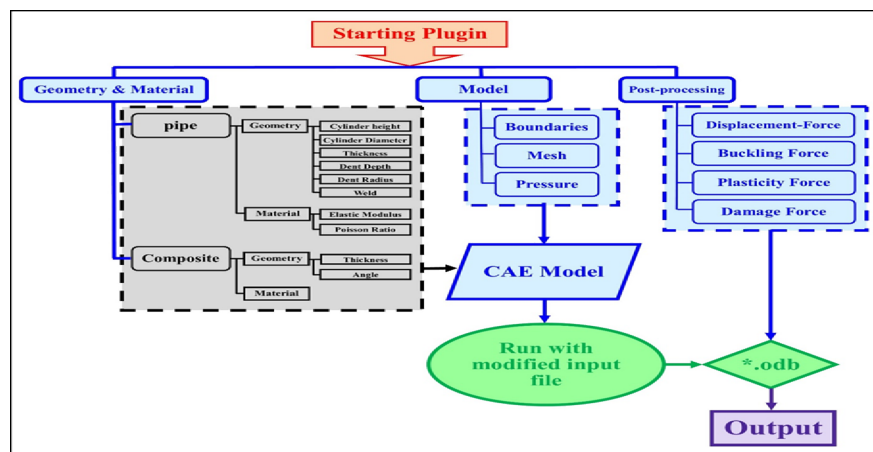 Starting Plugin
Geometry & Material
Model
Post-processing
pipe
Geometry
Cylinder height
Cylinder Diameter
Thickness
Dent Depth
Dent Radius
Weld
Material
Elastic Modulus
Poisson Ratio
Composite
Geometry
Thickness
Angle
Material
Boundaries
Mesh
Pressure
Displacement-Force
Buckling Force
Plasticity Force
Damage Force
CAE Model
Run with
modified input
file
*.odb
Output